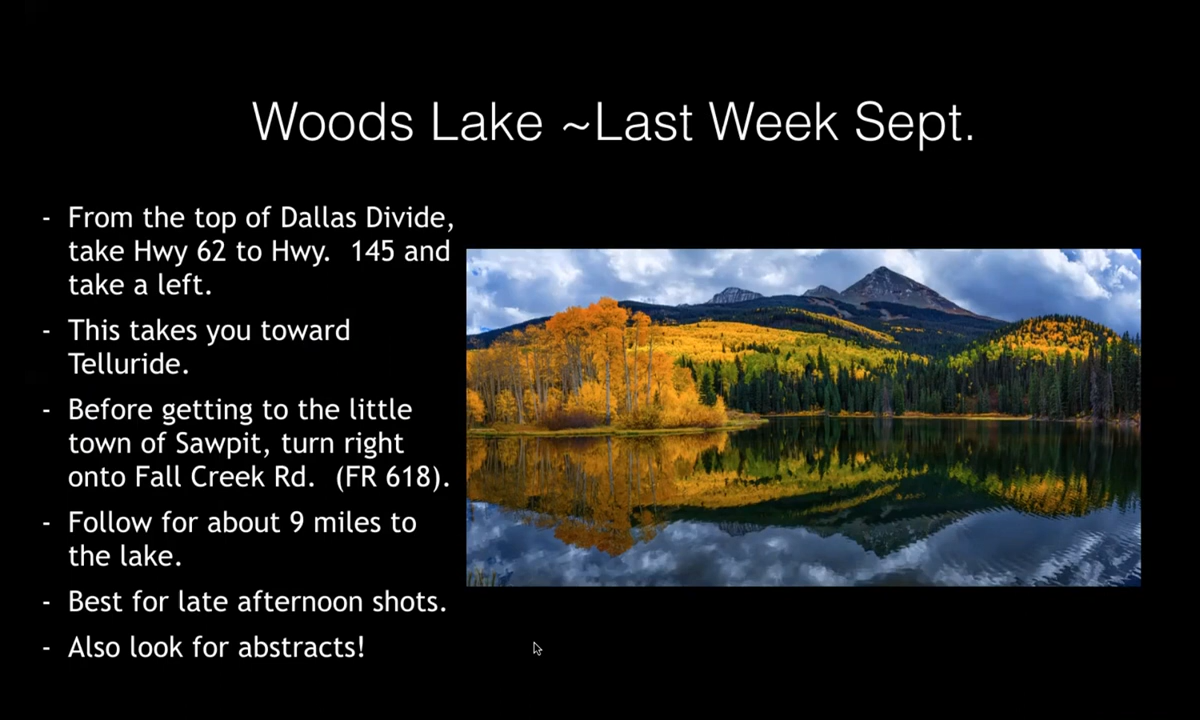 Woods Lake ~Last Week Sept.
- From the top of Dallas Divide,
take Hwy 62 to Hwy.  145 and
take a left.
- This takes you toward
Telluride.
- Before getting to the little
town of Sawpit, turn right
onto Fall Creek Rd.  (FR 618).
- Follow for about 9 miles to
the lake.
- Best for late afternoon shots.
- Also look for abstracts!